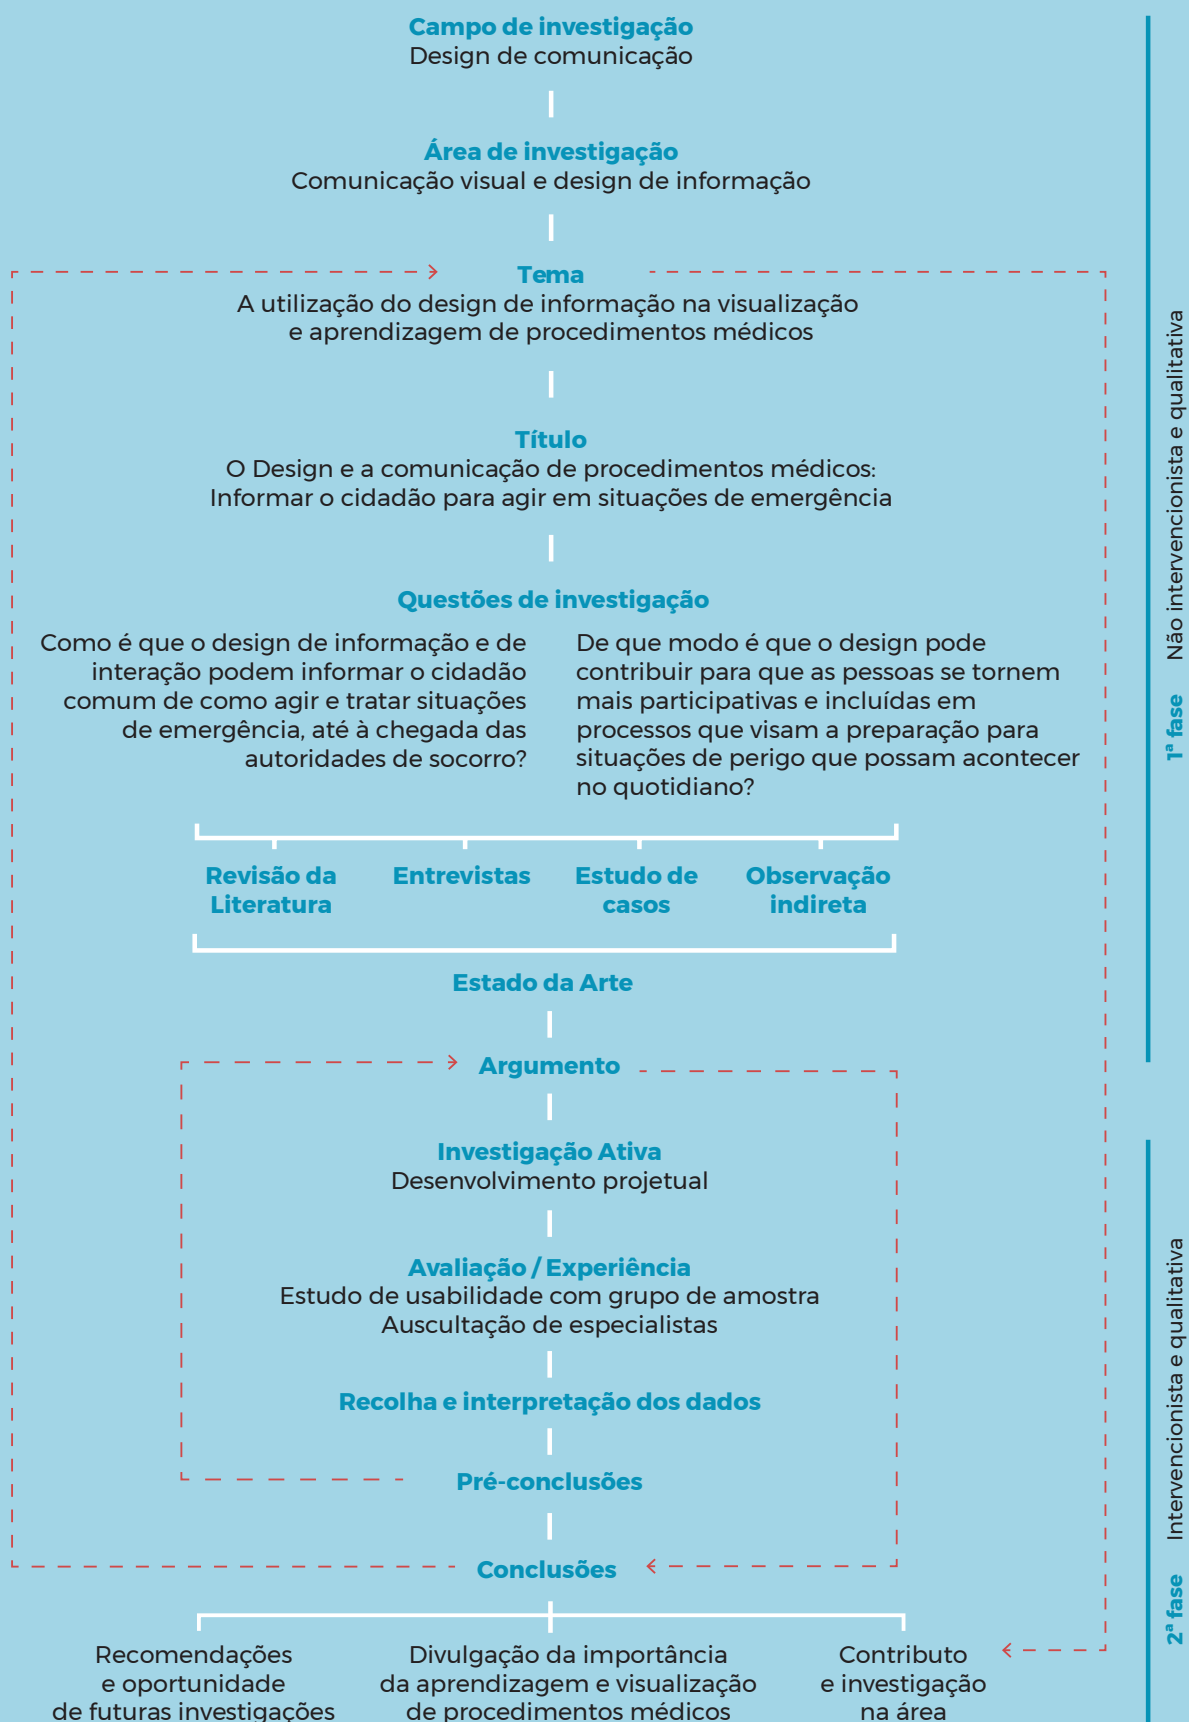 Campo de investigação
Design de comunicação
Área de investigação
Comunicação visual e design de informação
Tema
A utilização do design de informação na visualização
e aprendizagem de procedimentos médicos
Título
O Design e a comunicação de procedimentos médicos:
Informar o cidadão para agir em situações de emergência
Questões de investigação
Como é que o design de informação e de
interação podem informar o cidadão
comum de como agir e tratar situações
de emergência, até à chegada das
autoridades de socorro?
De que modo é que o design pode
contribuir para que as pessoas se tornem
mais participativas e incluídas em
processos que visam a preparação para
situações de perigo que possam acontecer
no quotidiano?
Revisão da
Literatura
Entrevistas
Estudo de
casos
Observação
indireta
Estado da Arte
Argumento
Investigação Ativa
Desenvolvimento projetual
Avaliação / Experiência
Estudo de usabilidade com grupo de amostra
Auscultação de especialistas
Recolha e interpretação dos dados
Pré-conclusões
Conclusões
Recomendações
e oportunidade
de futuras investigações
Divulgação da importância
da aprendizagem e visualização
de procedimentos médicos
Contributo
e investigação
na área
1ª fase Não intervencionista e qualitativa
2ª fase Intervencionista e qualitativa